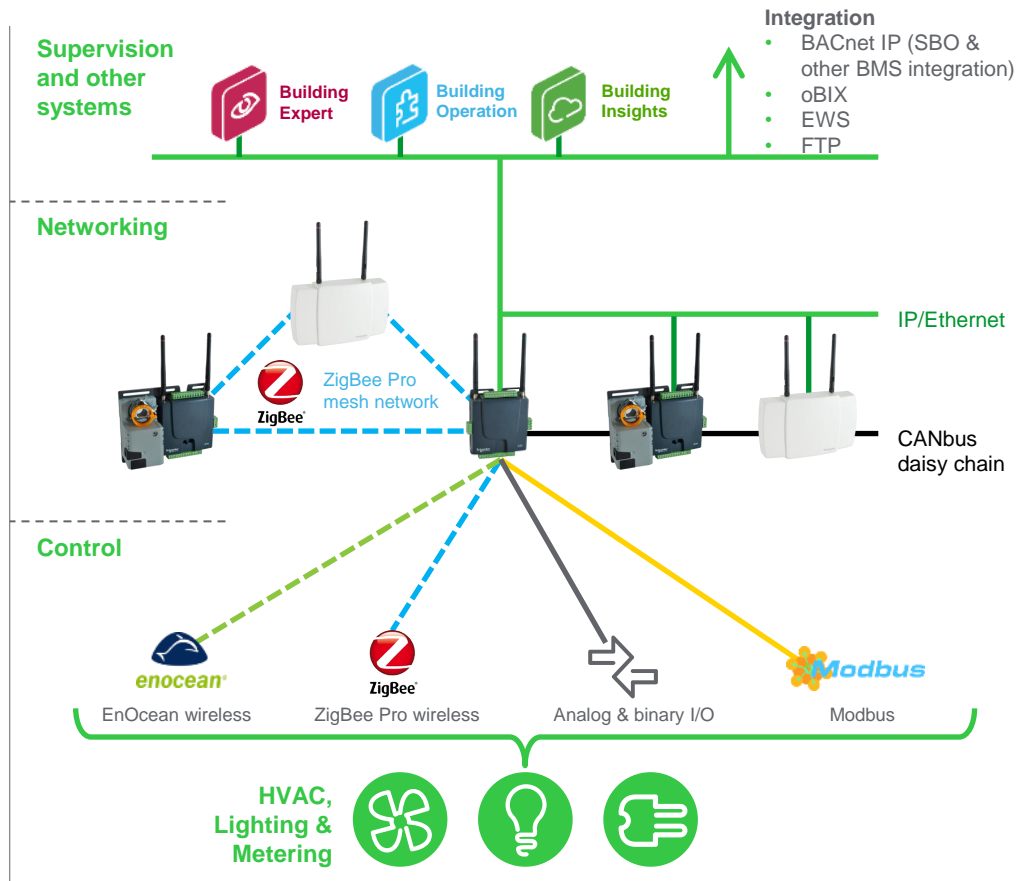 Supervision
and other
systems
Building
Expert
Building
Operation
Building
Insights
Integration
• BACnet IP (SBO &
other BMS integration)
• oBIX
• EWS
• FTP
Networking
IP/Ethernet
ZigBee®
ZigBee Pro
mesh network
CANbus
daisy chain
Control
enocean®
ZigBee®
Modbus
EnOcean wireless
ZigBee Pro wireless
Analog & binary I/O
Modbus
HVAC,
Lighting &
Metering